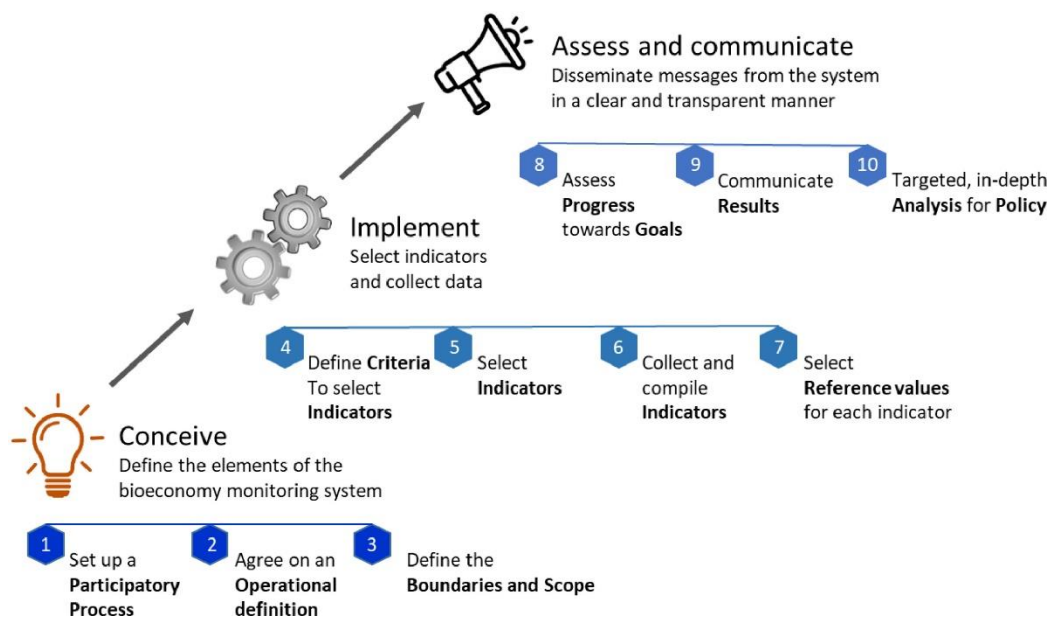 Assess and communicate
Disseminate messages from the system
in a clear and transparent manner
8
Assess
Progress
towards Goals
9
Communicate
Results
10
Targeted, in-depth
Analysis for Policy
Implement
Select indicators
and collect data
4
Define Criteria
To select
Indicators
5
Select
Indicators
6
Collect and
compile
Indicators
7
Select
Reference values
for each indicator
Conceive
Define the elements of the
bioeconomy monitoring system
1
Set up a
Participatory
Process
2
Agree on an
Operational
definition
3
Define the
Boundaries and Scope